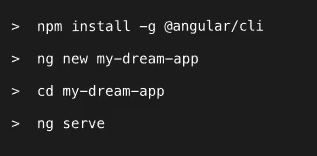 > npm install -g @angular/cli
> ng new my-dream-app
> cd my-dream-app
> ng serve